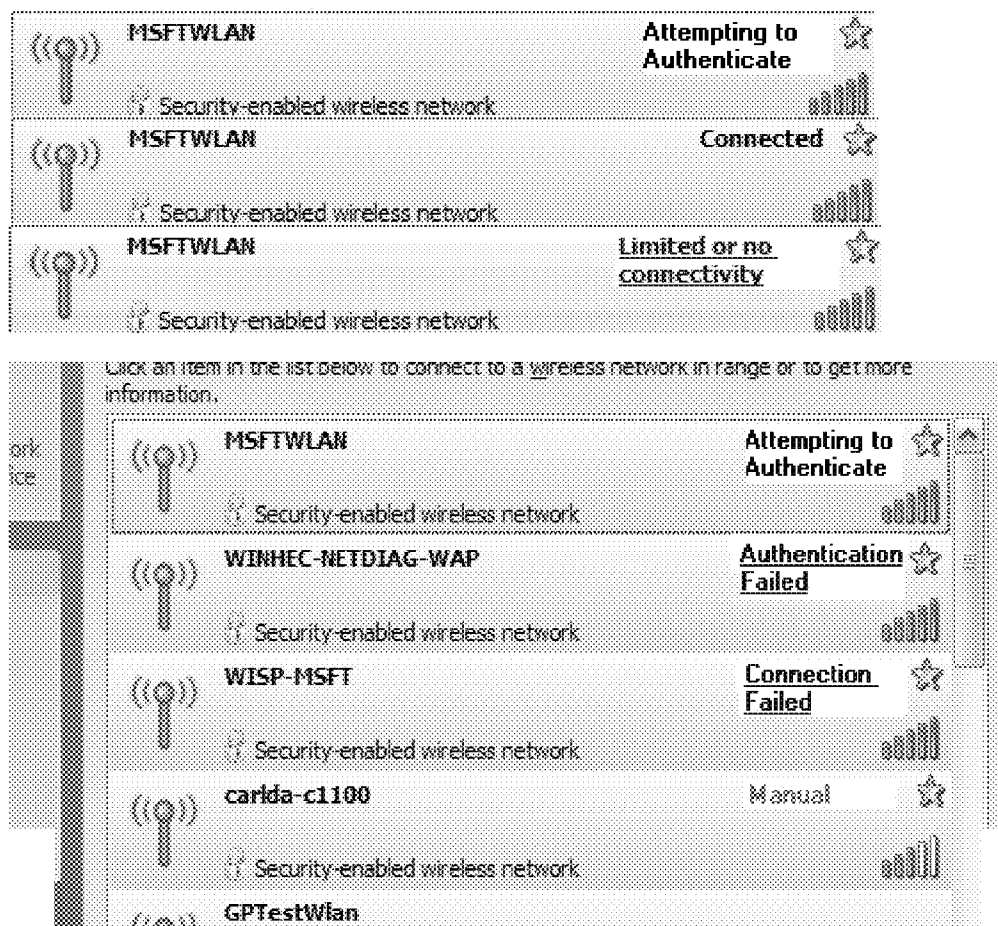 MSFTWLAN
Attempting to
Authenticate
Security-enabled wireless network
MSFTWLAN
Connected
Security-enabled wireless network
MSFTWLAN
Limited or no
connectivity
Security-enabled wireless network
Click an item in the list below to connect to a wireless network in range or to get more
information.
ork
ice
MSFTWLAN
Attempting to
Authenticate
Security-enabled wireless network
WINHEC-NETDIAG-WAP
Authentication
Failed
Security-enabled wireless network
WISP-MSFT
Connection
Failed
Security-enabled wireless network
carlda-c1100
Manual
Security-enabled wireless network
GPTestWlan